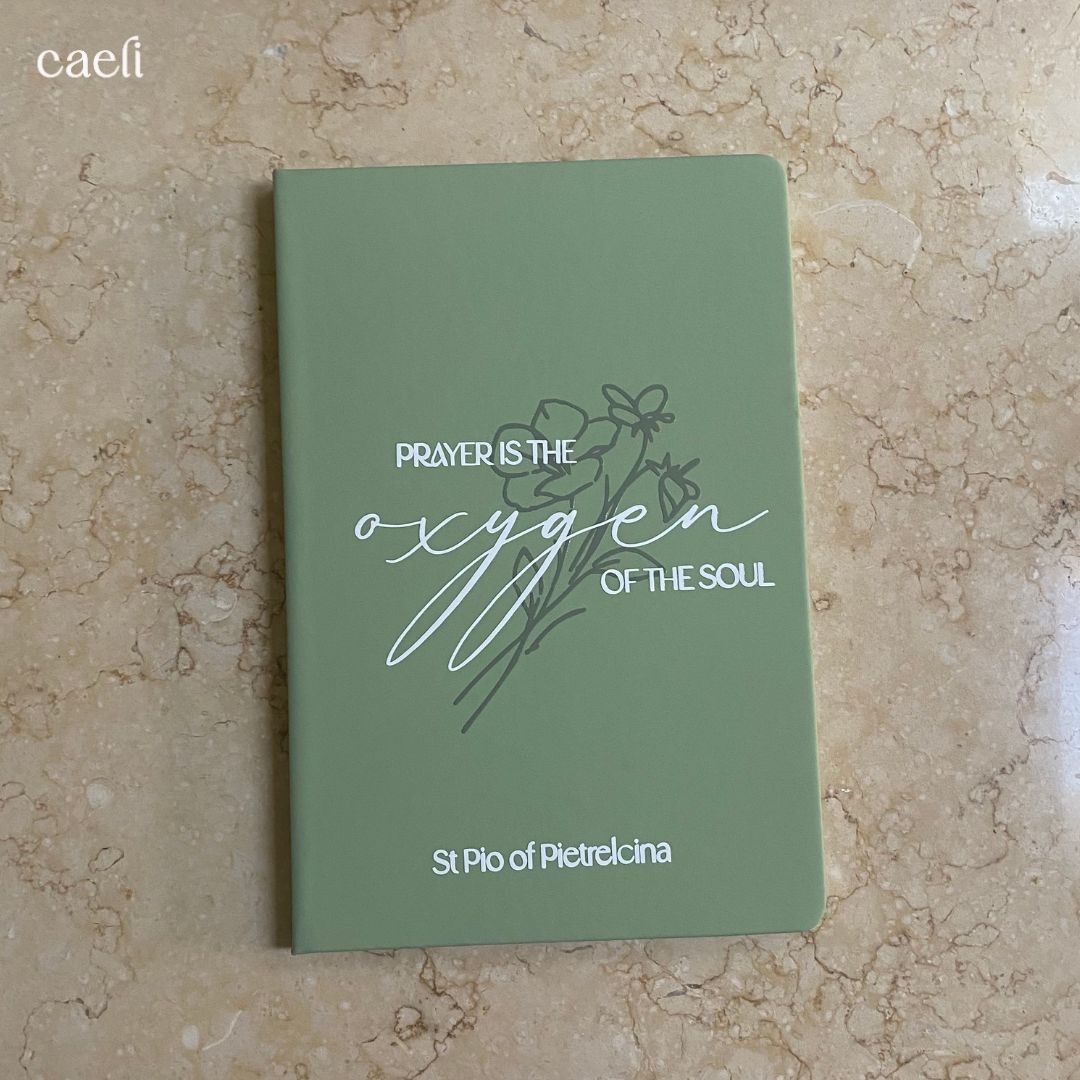 caeli
PRAYER IS THE
oxygen
OF THE SOUL
St Pio of Pietrelcina